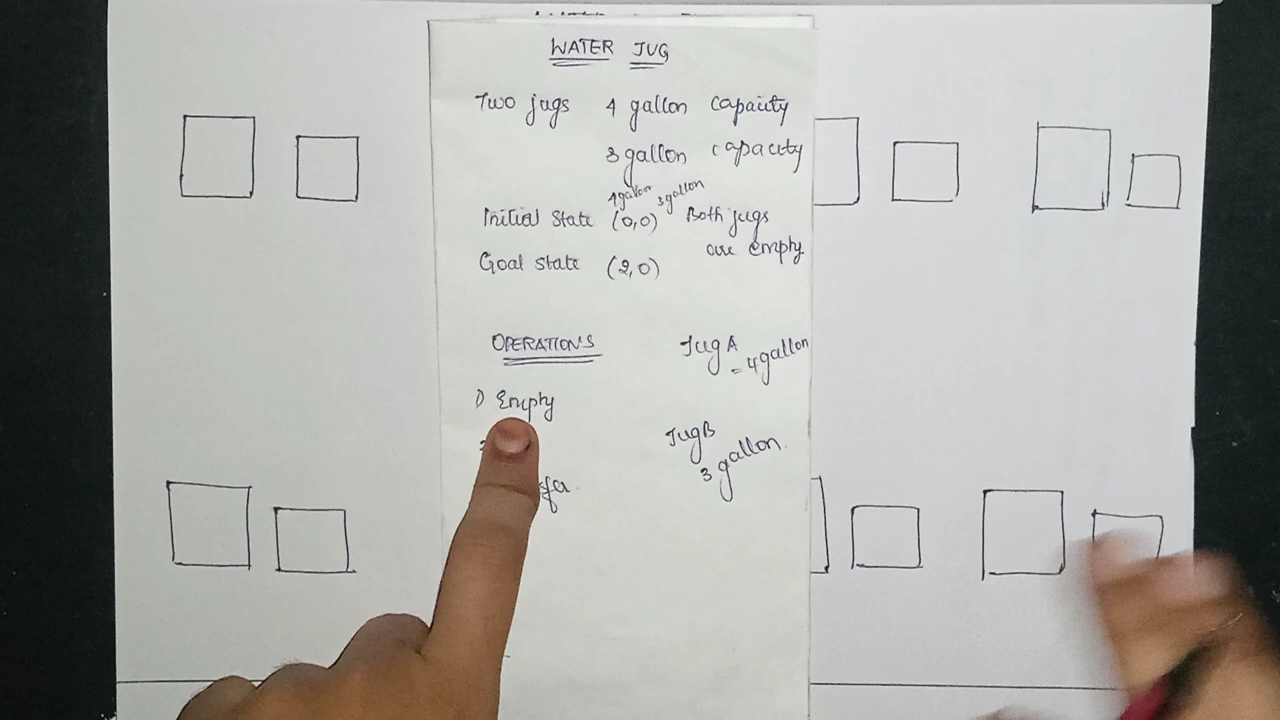 WATER JUG
Two jugs 4 gallon capacity
3 gallon capacity
4 gallon 3 gallon
Initial state (0,0) Both jugs
are empty
Goal state (2,0)
OPERATIONS
Jug A
= 4 gallon
1) Empty
Jug B
3 gallon